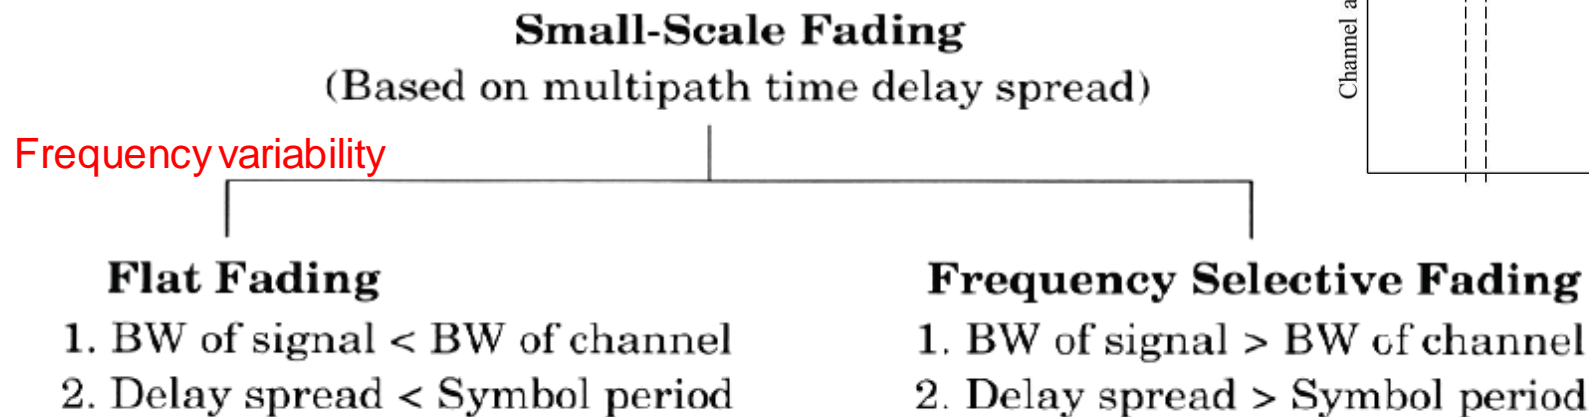 Small-Scale Fading
(Based on multipath time delay spread)
Channel a
Frequency variability
Flat Fading
1. BW of signal < BW of channel
2. Delay spread < Symbol period
Frequency Selective Fading
1. BW of signal > BW of channel
2. Delay spread > Symbol period